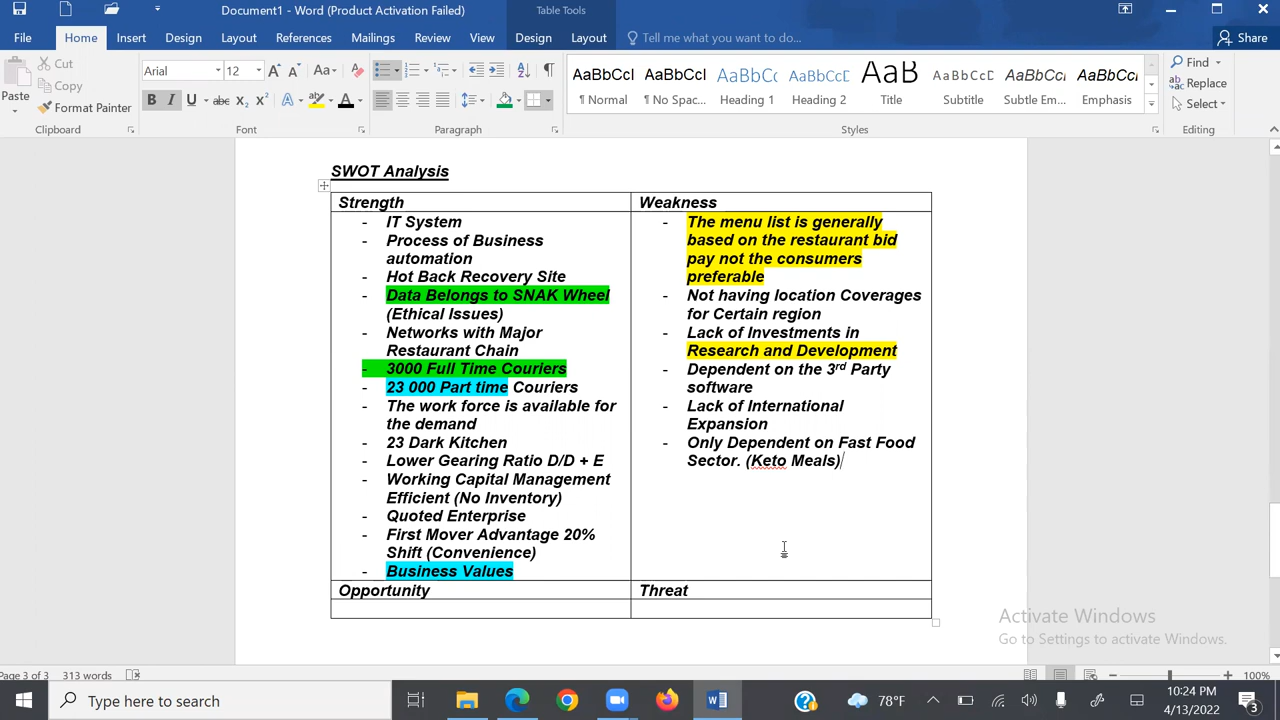 Document1 - Word (Product Activation Failed)
Table Tools
File
Home
Insert
Design
Layout
References
Mailings
Review
View
Design
Layout
Tell me what you want to do...
Share
Paste
Cut
Copy
Format Painter
Clipboard
Arial
12
Aa
B I U abc X2 X2
Font
Paragraph
AaBbCcI
¶ Normal
AaBbCcI
¶ No Spac...
AaBbCc
Heading 1
AaBbCcE
Heading 2
AaB
Title
AaBbCcD
Subtitle
AaBbCcI
Subtle Em...
AaBbCcI
Emphasis
Styles
Find
Replace
Select
Editing
SWOT Analysis
Strength
- IT System
- Process of Business
automation
- Hot Back Recovery Site
- Data Belongs to SNAK Wheel
(Ethical Issues)
- Networks with Major
Restaurant Chain
- 3000 Full Time Couriers
- 23 000 Part time Couriers
- The work force is available for
the demand
- 23 Dark Kitchen
- Lower Gearing Ratio D/D + E
- Working Capital Management
Efficient (No Inventory)
- Quoted Enterprise
- First Mover Advantage 20%
Shift (Convenience)
- Business Values
Weakness
- The menu list is generally
based on the restaurant bid
pay not the consumers
preferable
- Not having location Coverages
for Certain region
- Lack of Investments in
Research and Development
- Dependent on the 3rd Party
software
- Lack of International
Expansion
- Only Dependent on Fast Food
Sector. (Keto Meals)
Opportunity
Threat
Activate Windows
Go to Settings to activate Windows.
Page 3 of 3
313 words
100%
Type here to search
78°F
10:24 PM
4/13/2022
3